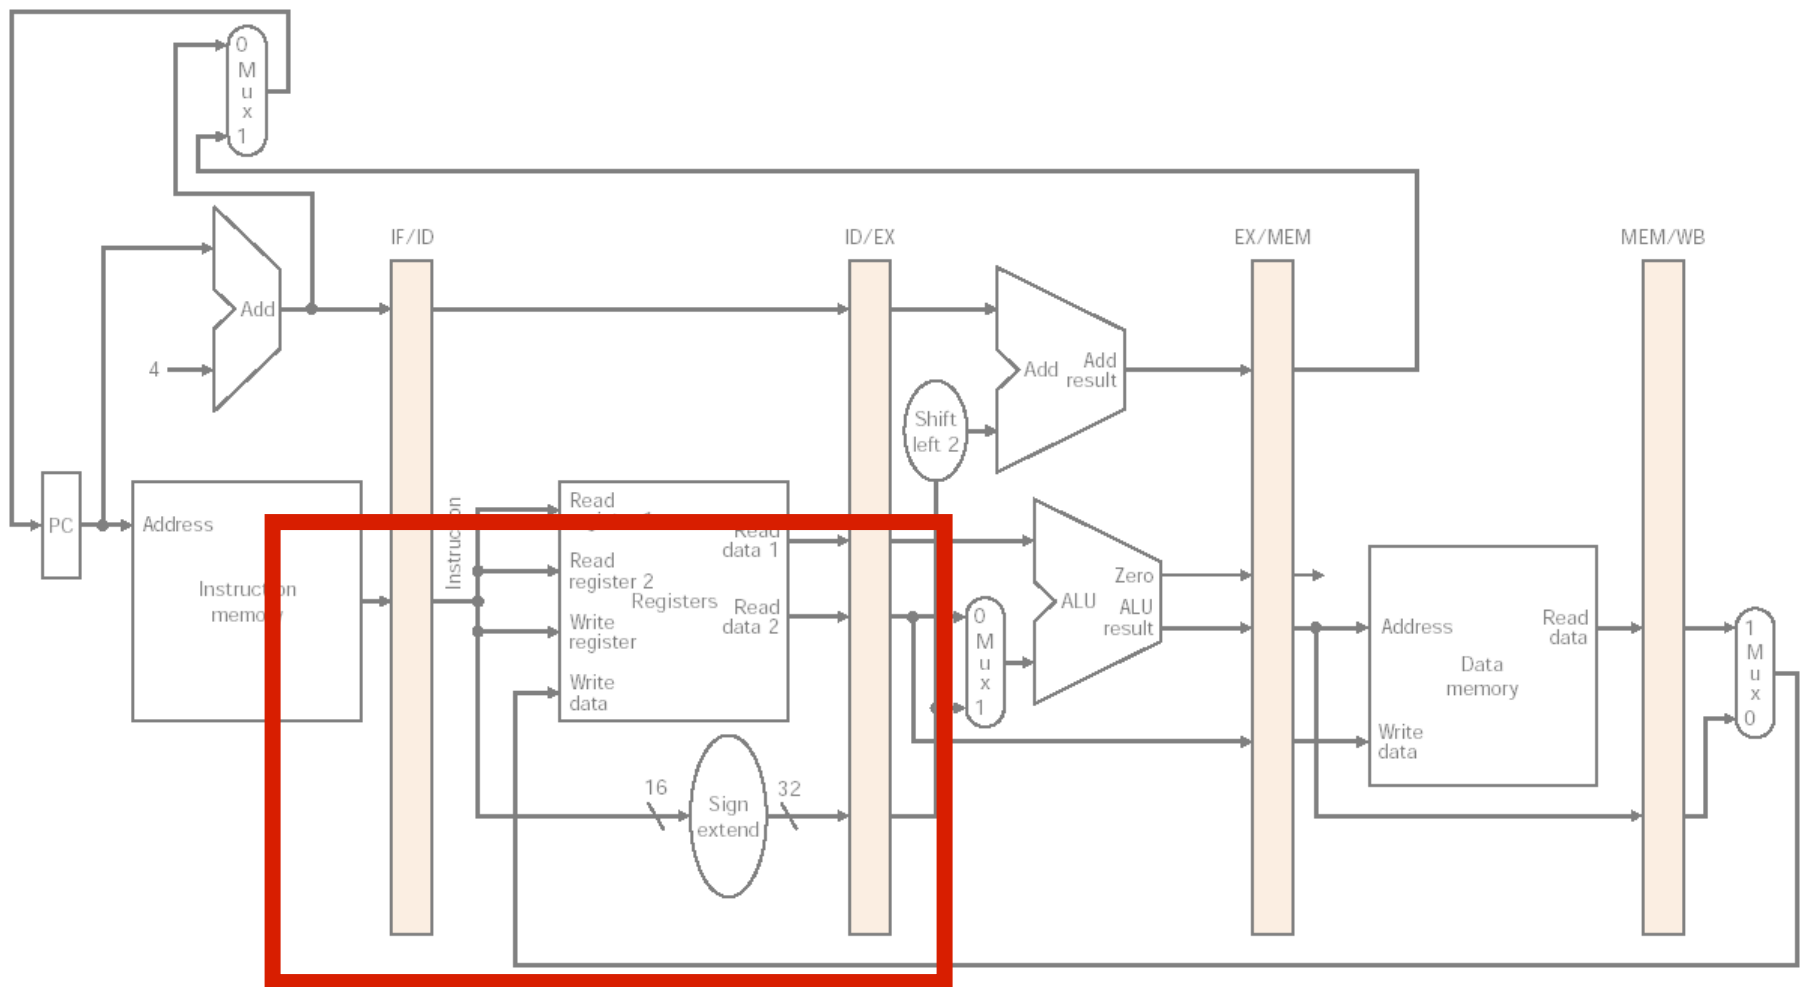 0
M
u
x
1
IF/ID
ID/EX
EX/MEM
MEM/WB
Add
4
Add
Add
result
Shift
left 2
PC
Address
Instruction
memory
Instruction
Read
Read
data 1
Read
register 2
Registers
Read
data 2
Write
register
Write
data
16
Sign
extend
32
0
M
u
x
1
Zero
ALU
ALU
result
Address
Read
data
Data
memory
Write
data
1
M
u
x
0